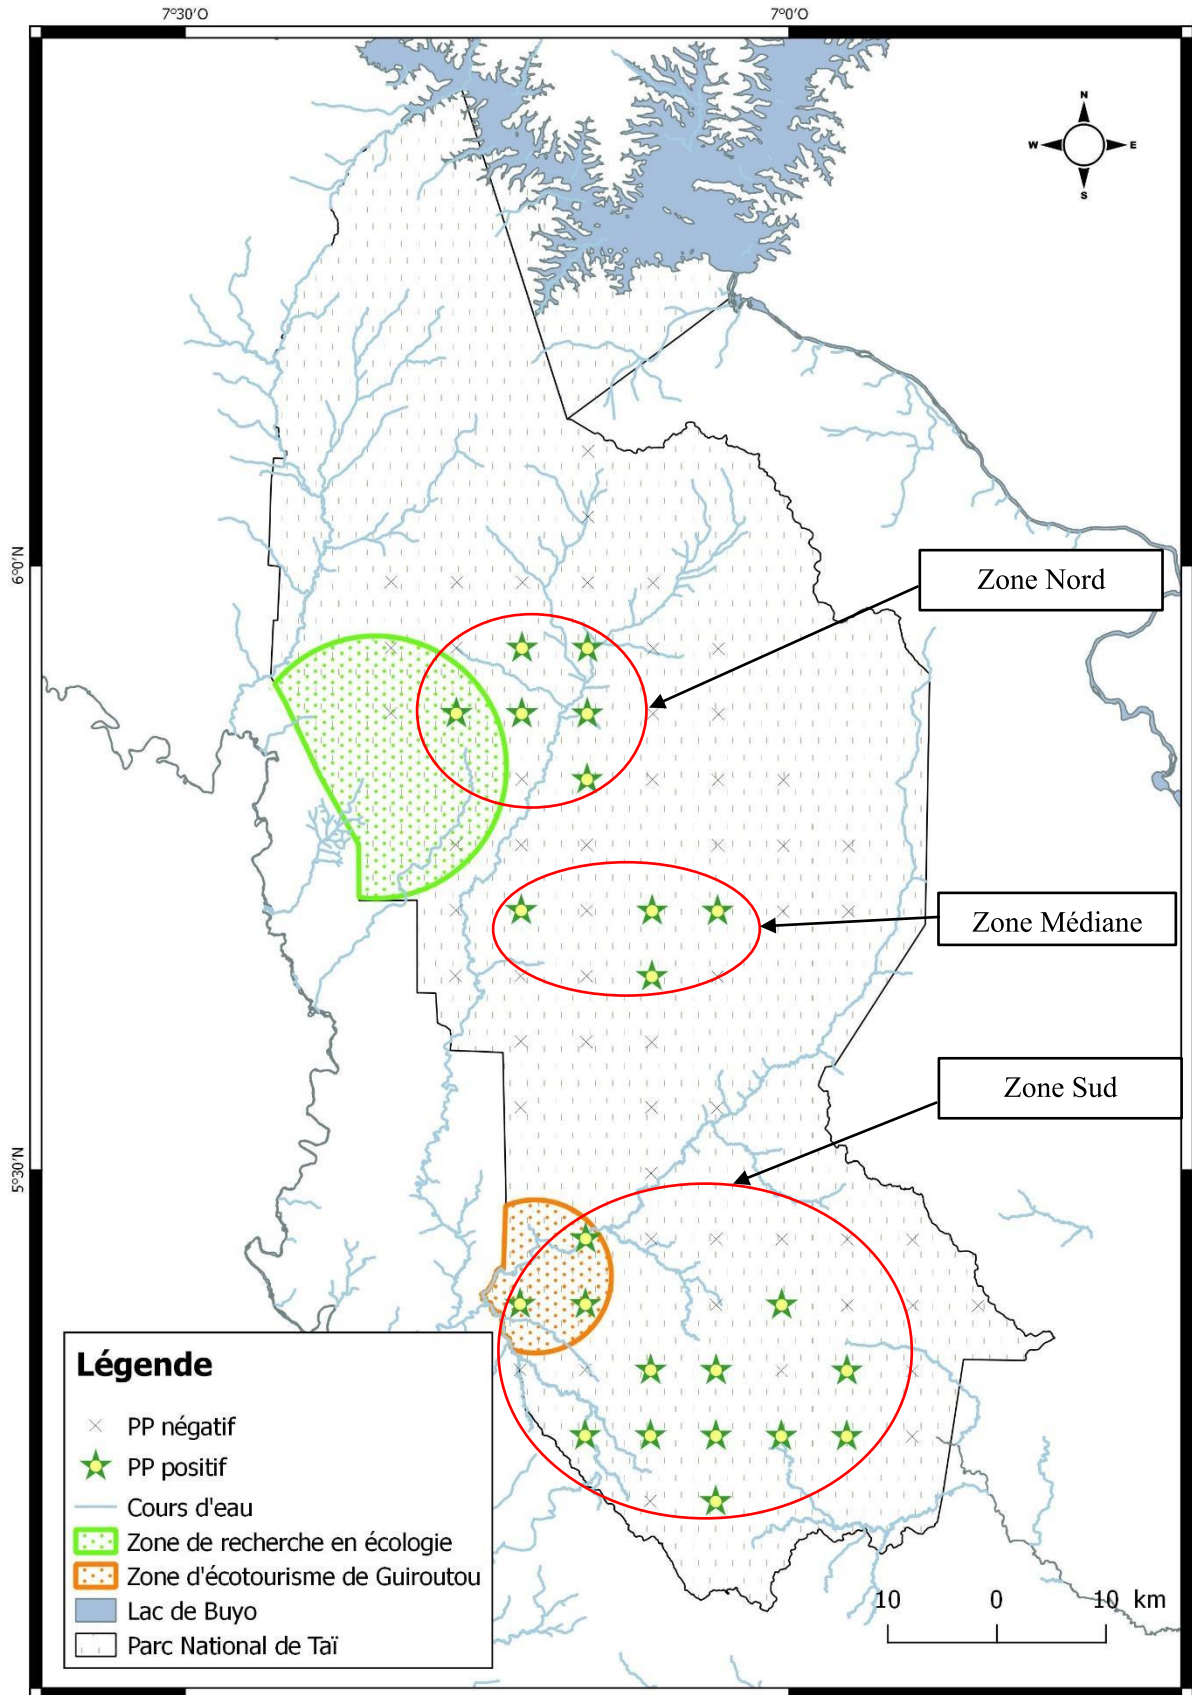 7°30'O
7°0'O
N
W
E
S
6°0'N
Zone Nord
Zone Médiane
Zone Sud
5°30'N
Légende
PP négatif
PP positif
Cours d'eau
Zone de recherche en écologie
Zone d'écotourisme de Guiroutou
Lac de Buyo
Parc National de Taï
10 0 10 km